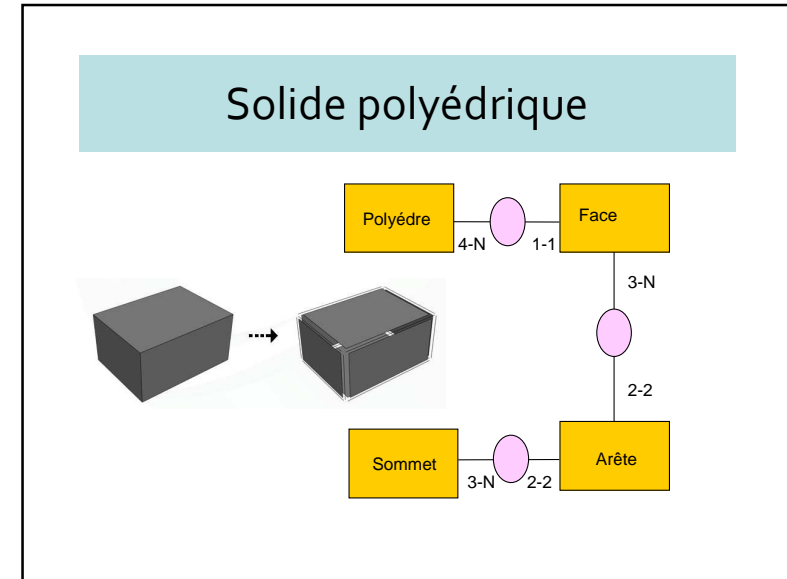 Solide polyédrique
Polyédre
4-N
1-1
Face
3-N
2-2
Sommet
3-N
2-2
Arête